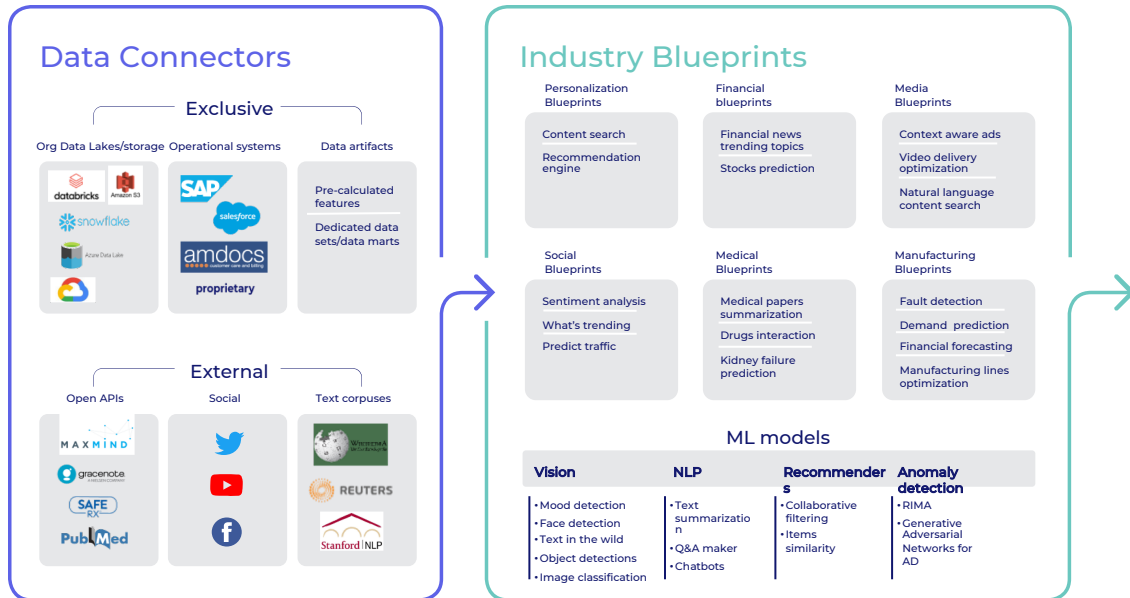 Data Connectors
Exclusive
Org Data Lakes/storage
Operational systems
Data artifacts
databricks
Amazon S3
snowflake
Azure Data Lake
SAP
salesforce
amdocs
customer care and billing
proprietary
Pre-calculated
features
Dedicated data
sets/data marts
External
Open APIs
Social
Text corpuses
MAXMIND
gracenote
A NIELSEN COMPANY
SAFE
RX
PubMed
WIKIPEDIA
REUTERS
Stanford NLP
Industry Blueprints
Personalization
Blueprints
Content search
Recommendation
engine
Financial
blueprints
Financial news
trending topics
Stocks prediction
Media
Blueprints
Context aware ads
Video delivery
optimization
Natural language
content search
Social
Blueprints
Sentiment analysis
What's trending
Predict traffic
Medical
Blueprints
Medical papers
summarization
Drugs interaction
Kidney failure
prediction
Manufacturing
Blueprints
Fault detection
Demand prediction
Financial forecasting
Manufacturing lines
optimization
ML models
Vision
•Mood detection
•Face detection
•Text in the wild
•Object detections
•Image classification
NLP
•Text
summarizatio
n
•Q&A maker
•Chatbots
Recommender
s
•Collaborative
filtering
•Items
similarity
Anomaly
detection
•RIMA
•Generative
Adversarial
Networks for
AD